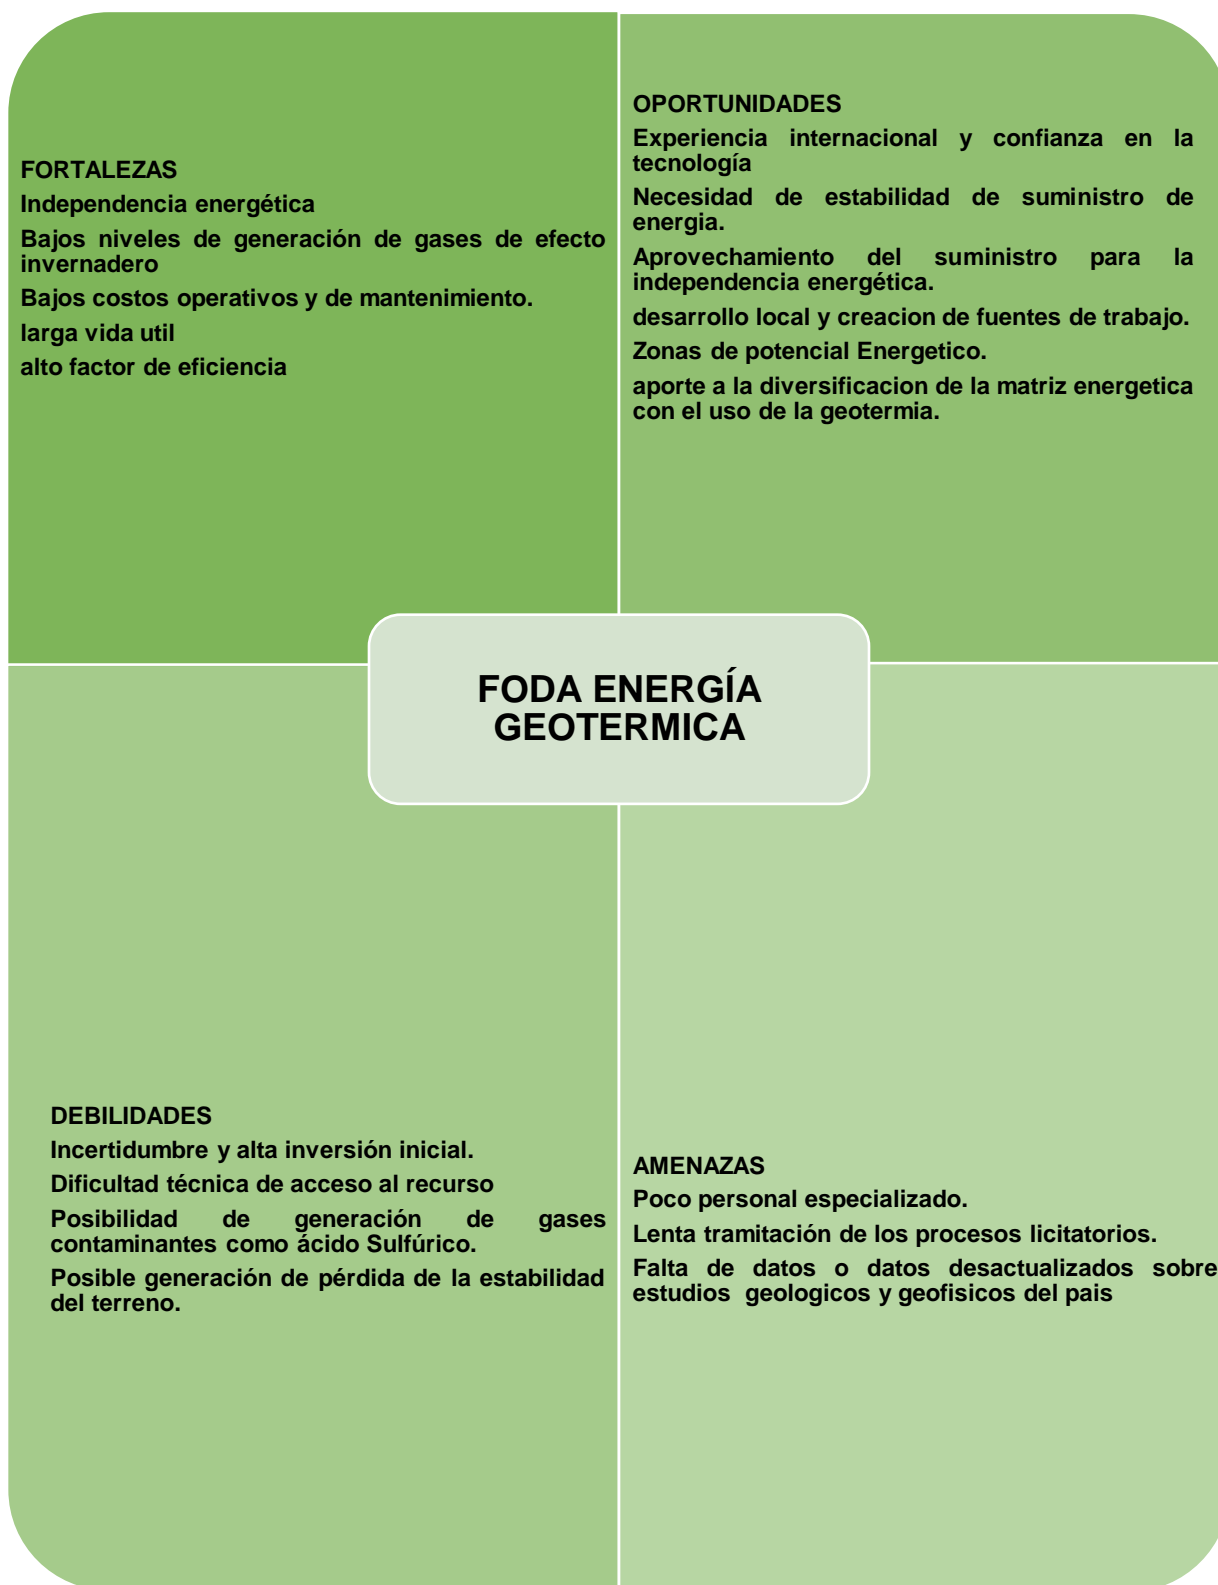 FORTALEZAS
Independencia energética
Bajos niveles de generación de gases de efecto
invernadero
Bajos costos operativos y de mantenimiento.
larga vida util
alto factor de eficiencia
OPORTUNIDADES
Experiencia internacional y confianza en la
tecnología
Necesidad de estabilidad de suministro de
energia.
Aprovechamiento del suministro para la
independencia energética.
desarrollo local y creacion de fuentes de trabajo.
Zonas de potencial Energetico.
aporte a la diversificacion de la matriz energetica
con el uso de la geotermia.
FODA ENERGÍA
GEOTERMICA
DEBILIDADES
Incertidumbre y alta inversión inicial.
Dificultad técnica de acceso al recurso
Posibilidad de generación de gases
contaminantes como ácido Sulfúrico.
Posible generación de pérdida de la estabilidad
del terreno.
AMENAZAS
Poco personal especializado.
Lenta tramitación de los procesos licitatorios.
Falta de datos o datos desactualizados sobre
estudios geologicos y geofisicos del pais